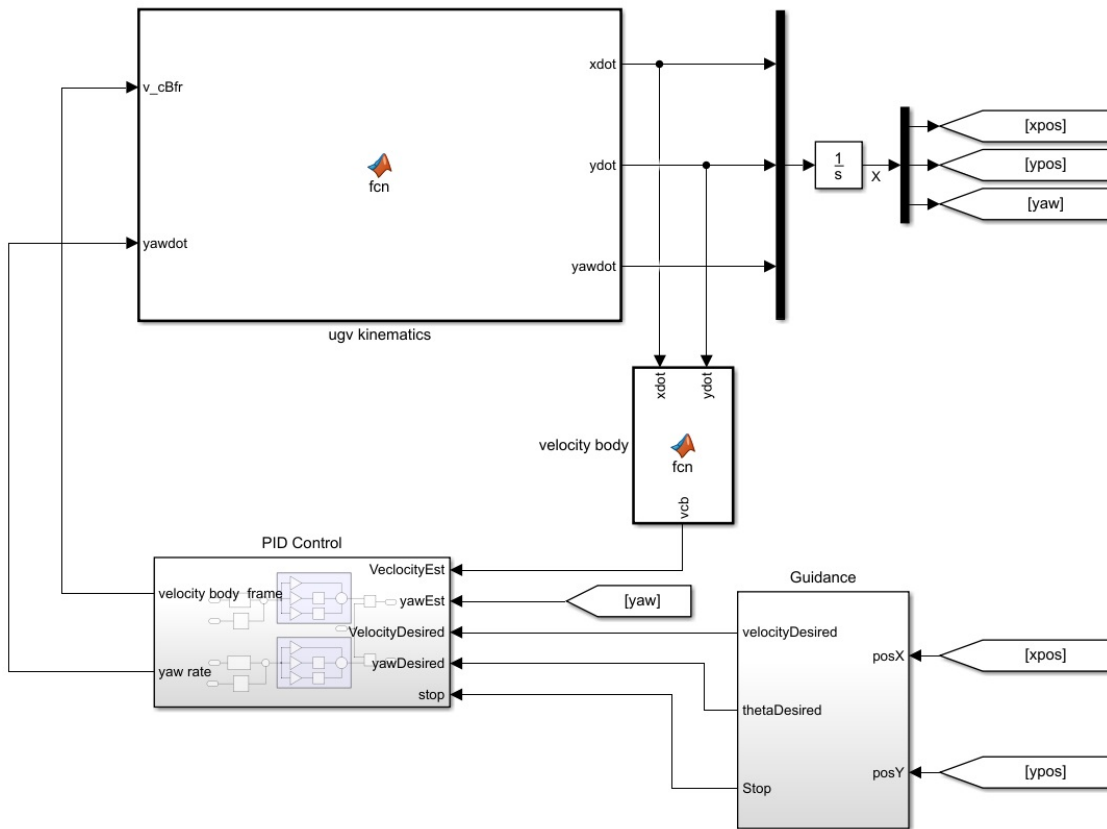 xdot
v_cBfr
[xpos]
ydot
1
s
X
[ypos]
fcn
[yaw]
yawdot
yawdot
ugv kinematics
xdot
ydot
velocity body
fcn
vcb
PID Control
VeclocityEst
Guidance
velocity body frame
yawEst
[yaw]
VelocityDesired
velocityDesired
posX
[xpos]
yaw rate
yawDesired
stop
thetaDesired
posY
[ypos]
Stop